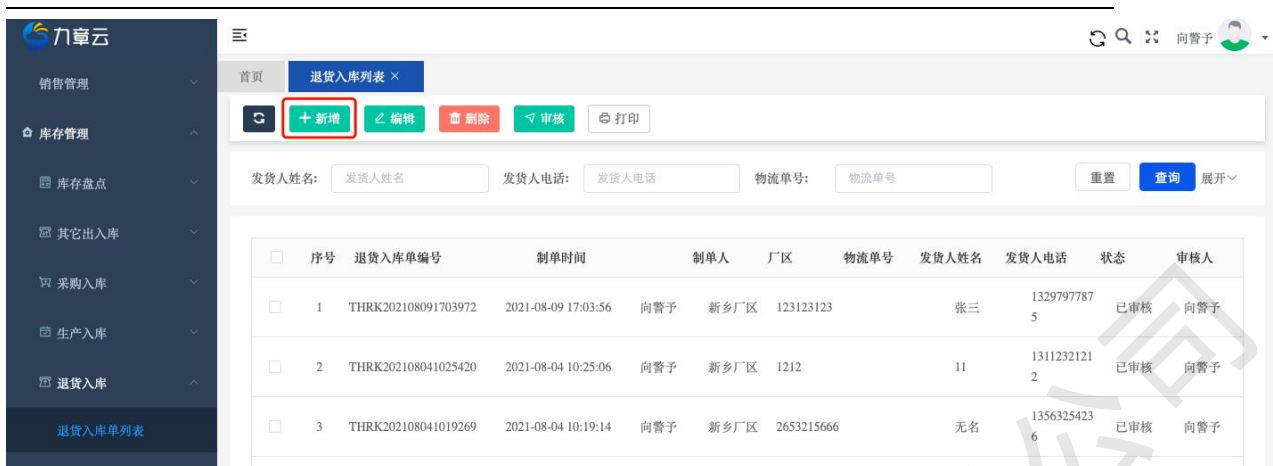 力章云
向警予
销售管理
首页 退货入库列表 ×
新增 编辑 删除 审核 打印
库存管理
发货人姓名: 发货人姓名 发货人电话: 发货人电话 物流单号: 物流单号 重置 查询 展开
库存盘点
其它出入库
序号 退货入库单编号 制单时间 制单人 厂区 物流单号 发货人姓名 发货人电话 状态 审核人
采购入库
1 THRK202108091703972 2021-08-09 17:03:56 向警予 新乡厂区 123123123 张三 1329797787
5 已审核 向警予
生产入库
2 THRK202108041025420 2021-08-04 10:25:06 向警予 新乡厂区 1212 11 1311232121
2 已审核 向警予
退货入库
3 THRK202108041019269 2021-08-04 10:19:14 向警予 新乡厂区 2653215666 无名 1356325423
6 已审核 向警予
退货入库单列表